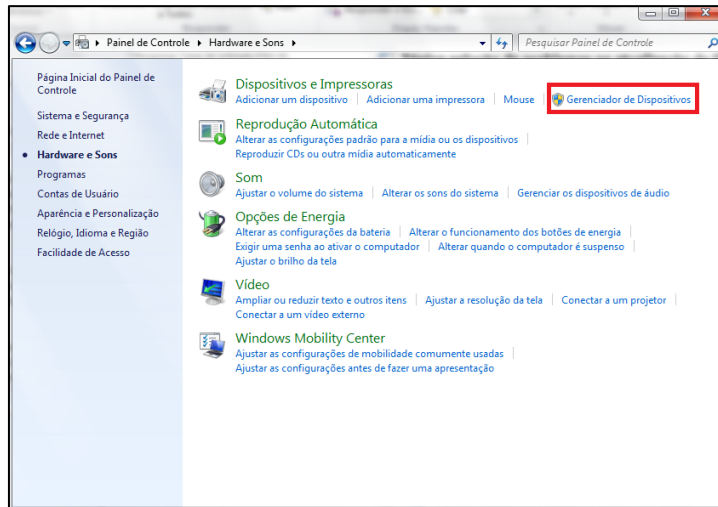 Painel de Controle Hardware e Sons
Pesquisar Painel de Controle
Página Inicial do Painel de
Controle
Sistema e Segurança
Rede e Internet
Hardware e Sons
Programas
Contas de Usuário
Aparência e Personalização
Relógio, Idioma e Região
Facilidade de Acesso
Dispositivos e Impressoras
Adicionar um dispositivo Adicionar uma impressora Mouse Gerenciador de Dispositivos
Reprodução Automática
Alterar as configurações padrão para a mídia ou os dispositivos
Reproduzir CDs ou outra mídia automaticamente
Som
Ajustar o volume do sistema Alterar os sons do sistema Gerenciar os dispositivos de áudio
Opções de Energia
Alterar as configurações da bateria Alterar o funcionamento dos botões de energia
Exigir uma senha ao ativar o computador Alterar quando o computador é suspenso
Ajustar o brilho da tela
Vídeo
Ampliar ou reduzir texto e outros itens Ajustar a resolução da tela Conectar a um projetor
Conectar a um vídeo externo
Windows Mobility Center
Ajustar as configurações de mobilidade comumente usadas
Ajustar as configurações antes de fazer uma apresentação